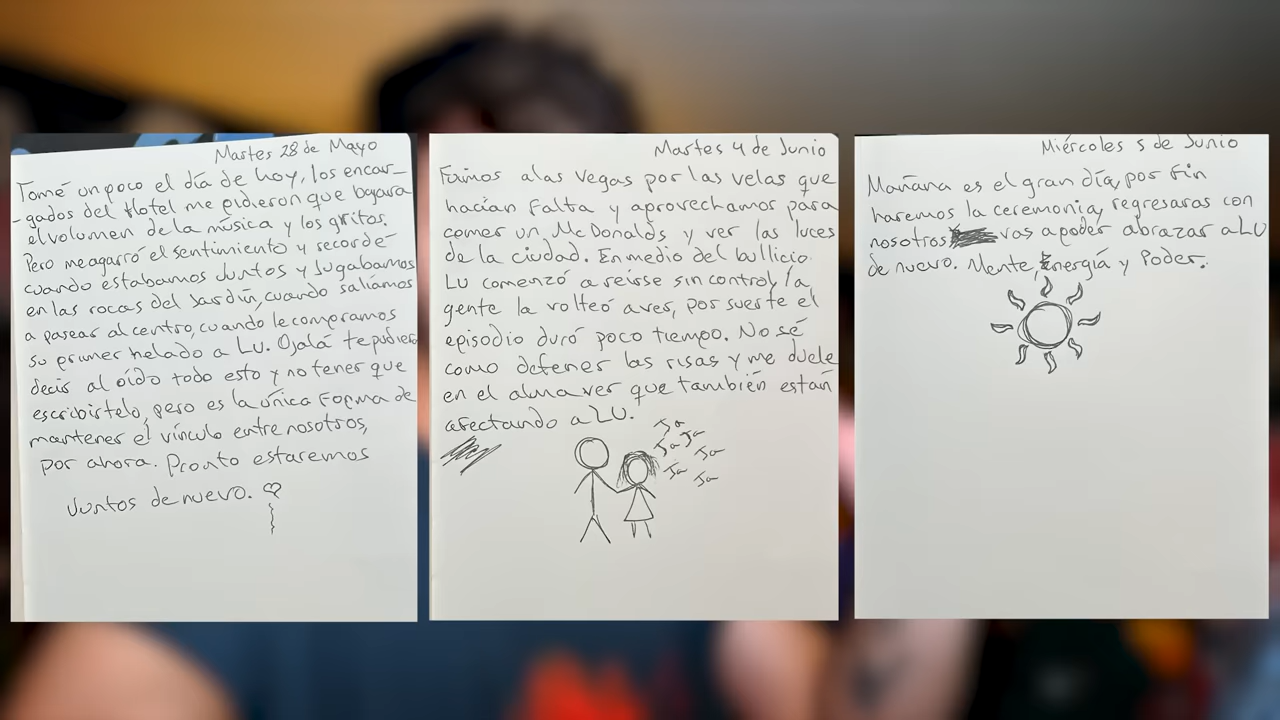 Martes 28 de Mayo
Tomé un poco el día de hoy, los encar-
-gados del Hotel me pidieron que bajara
el volumen de la música y los gritos.
Pero me agarró el sentimiento y recordé
cuando estabamos Juntos y Jugabamos
en las rocas del Jardín, cuando salíamos
a pasear al centro, cuando le compramos
su primer helado a Lu. Ojalá te pudiera
decir al oído todo esto y no tener que
escribirtelo, pero es la única Forma de
mantener el vínculo entre nosotros,
por ahora. Pronto estaremos
Juntos de nuevo.
Martes 4 de Junio
Fuimos a las Vegas por las velas que
hacían Falta y aprovechamos para
comer un McDonalds y ver las luces
de la ciudad. En medio del bullicio
LU comenzó a reirse sin control, la
gente la volteó a ver, por suerte el
episodio duró poco tiempo. No sé
como detener las risas y me duele
en el alma ver que también están
afectando a LU.
Ja
Ja Ja
Ja
Ja
Ja
Miércoles 5 de Junio
Mañana es el gran día, por fin
haremos la ceremonia, regresaras con
nosotros vas a poder abrazar a LU
de nuevo. Mente, Energía y Poder.